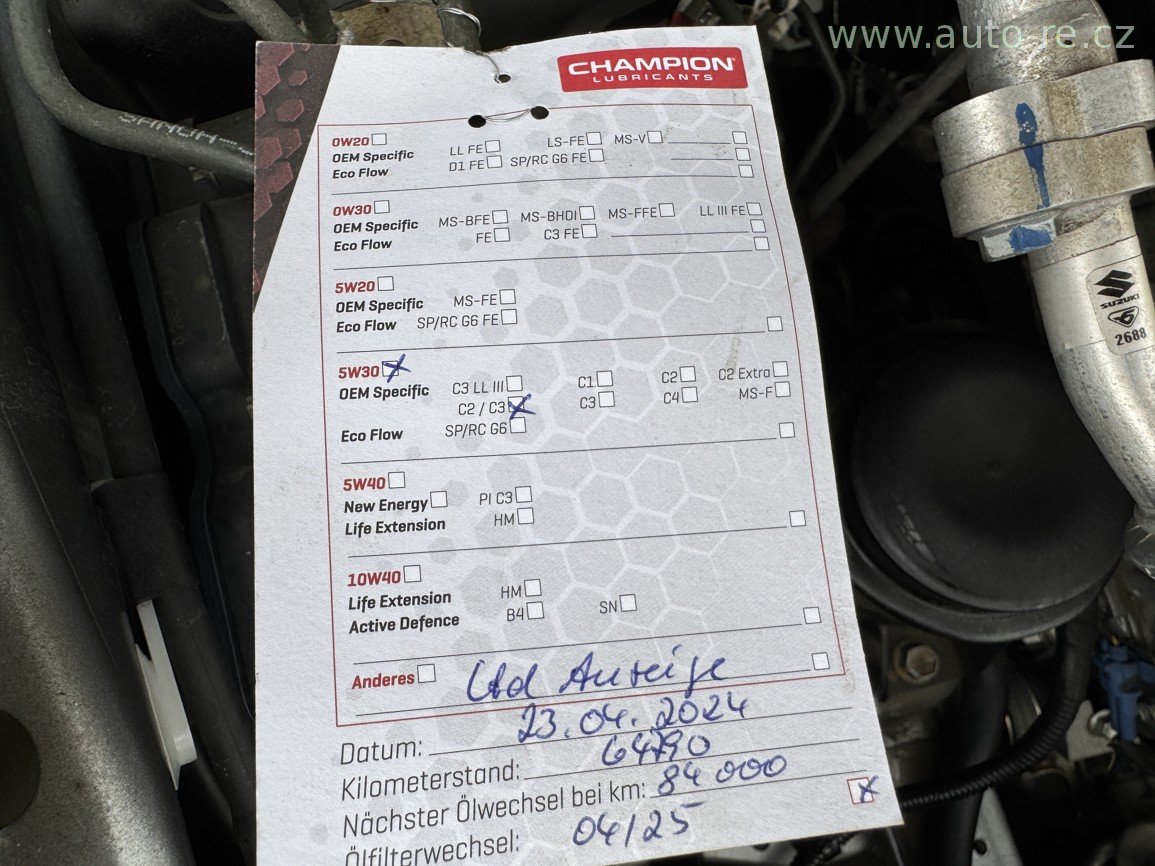 www.auto-re.cz
CHAMPION
LUBRICANTS
0W20
OEM Specific LL FE LS-FE MS-V
Eco Flow D1 FE SP/RC G6 FE
0W30
OEM Specific MS-BFE MS-BHDI MS-FFE LL III FE
Eco Flow FE C3 FE
5W20
OEM Specific MS-FE
Eco Flow SP/RC G6 FE
5W30
OEM Specific C3 LL III C1 C2 C2 Extra
C2 / C3 C3 C4 MS-F
Eco Flow SP/RC G6
5W40
New Energy PI C3
Life Extension HM
10W40
Life Extension HM
Active Defence B4 SN
Anderes Anzeige
Datum: 23.04.2024
Kilometerstand: 64790
Nächster Ölwechsel bei km: 84 000
Ölfilterwechsel: 04/25
SUZUKI
2688